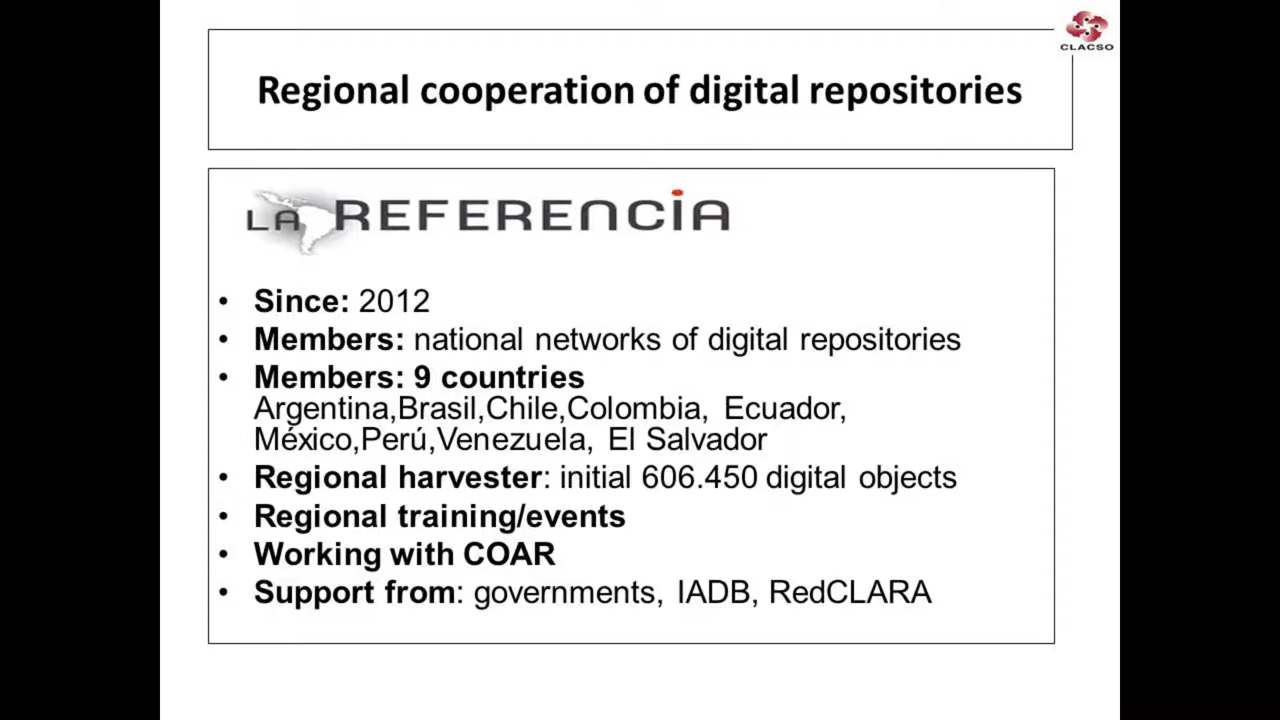 CLACSO
Regional cooperation of digital repositories
LA REFERENCIA
• Since: 2012
• Members: national networks of digital repositories
• Members: 9 countries
Argentina,Brasil,Chile,Colombia, Ecuador,
México,Perú,Venezuela, El Salvador
• Regional harvester: initial 606.450 digital objects
• Regional training/events
• Working with COAR
• Support from: governments, IADB, RedCLARA